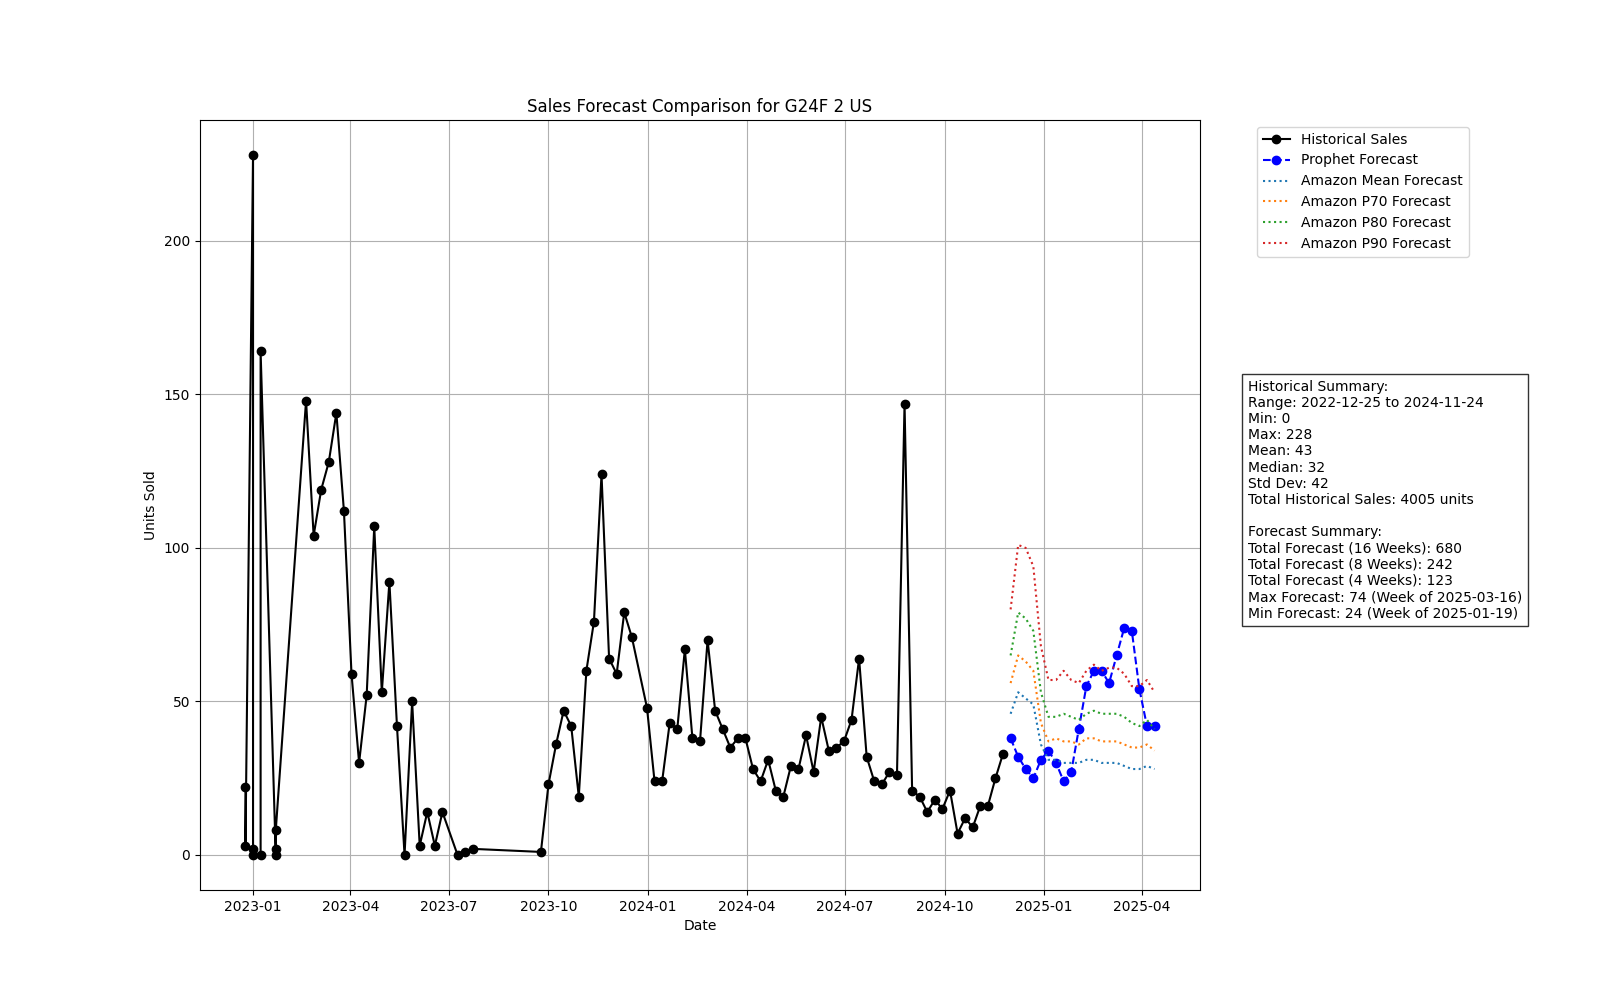 Sales Forecast Comparison for G24F 2 US
Historical Sales
Prophet Forecast
Amazon Mean Forecast
Amazon P70 Forecast
Amazon P80 Forecast
Amazon P90 Forecast
Units Sold
200
150
100
50
0
2023-01
2023-04
2023-07
2023-10
2024-01
2024-04
2024-07
2024-10
2025-01
2025-04
Date
Historical Summary:
Range: 2022-12-25 to 2024-11-24
Min: 0
Max: 228
Mean: 43
Median: 32
Std Dev: 42
Total Historical Sales: 4005 units
Forecast Summary:
Total Forecast (16 Weeks): 680
Total Forecast (8 Weeks): 242
Total Forecast (4 Weeks): 123
Max Forecast: 74 (Week of 2025-03-16)
Min Forecast: 24 (Week of 2025-01-19)